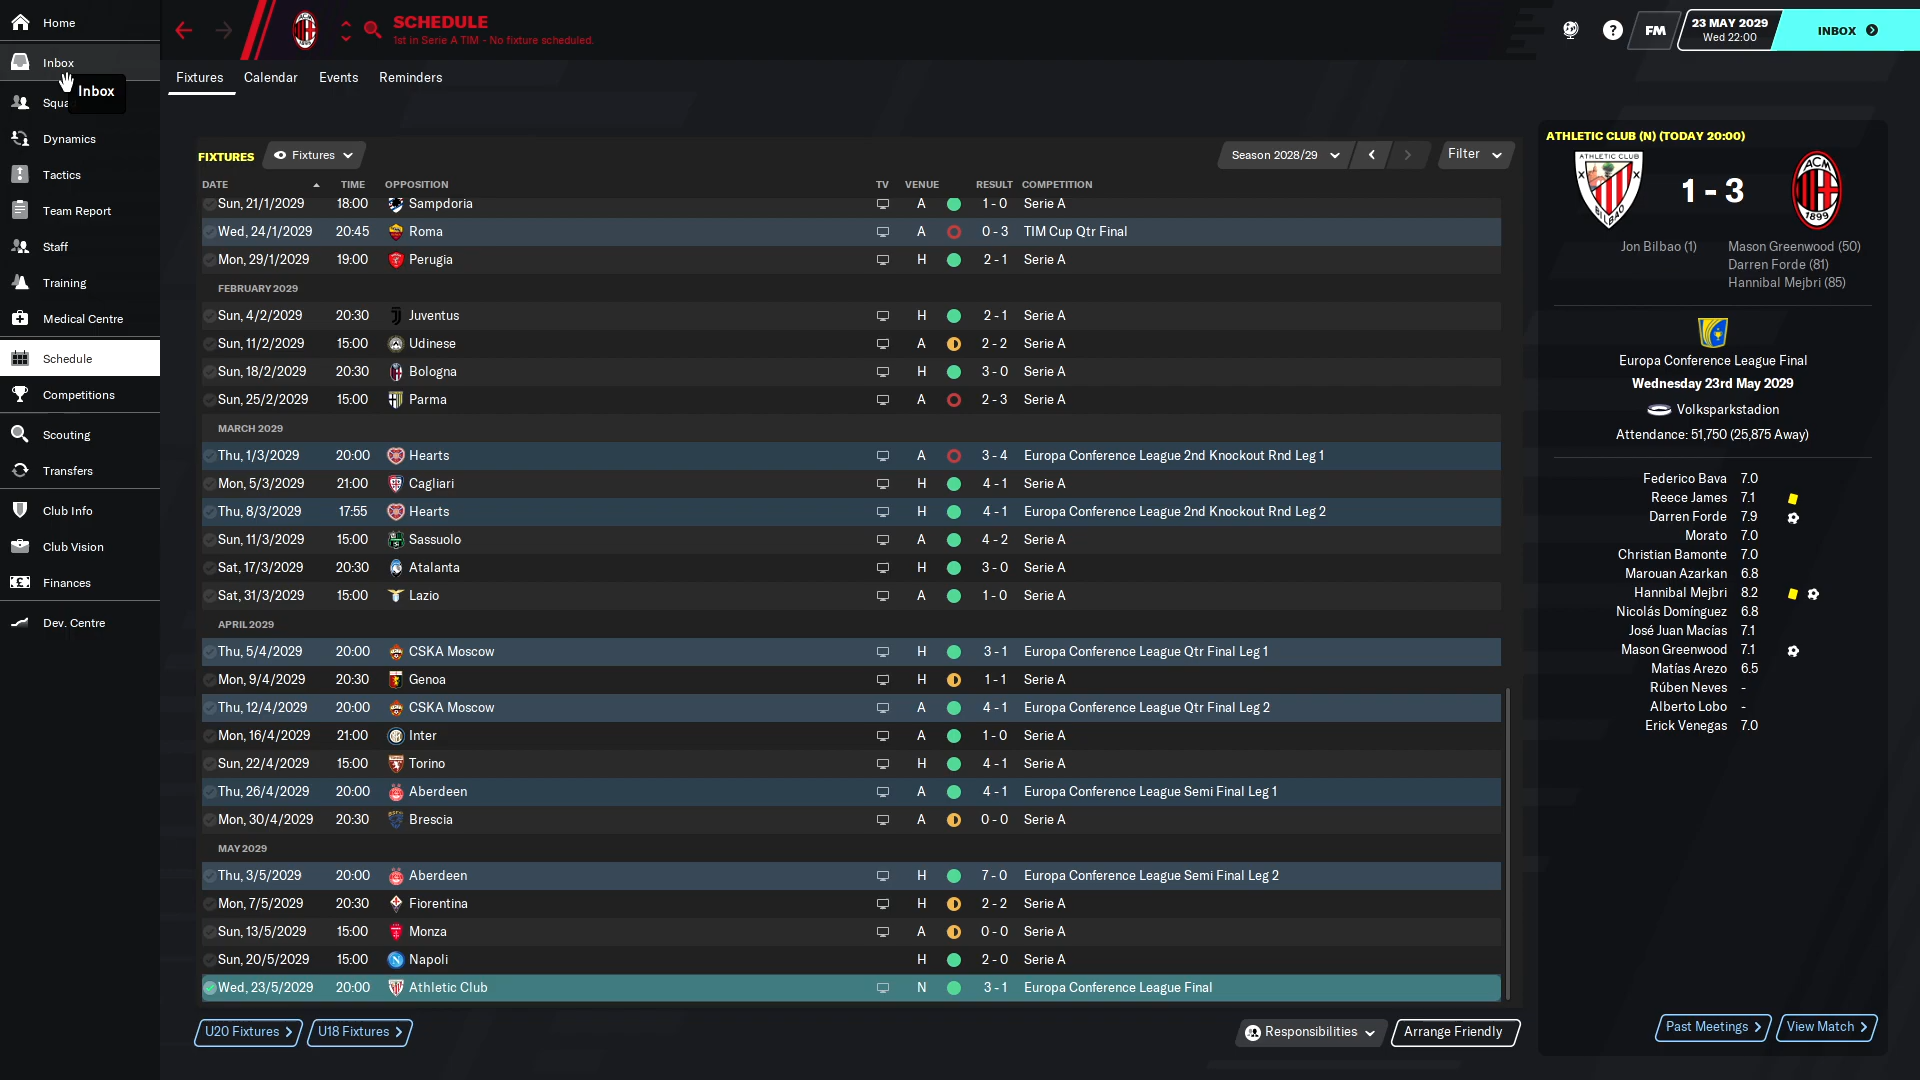 Home
Inbox
Inbox
Squa
Dynamics
Tactics
Team Report
Staff
Training
Medical Centre
Schedule
Competitions
Scouting
Transfers
Club Info
Club Vision
Finances
Dev. Centre
SCHEDULE
1st in Serie A TIM - No fixture scheduled.
FM
23 MAY 2029
Wed 22:00
INBOX
Fixtures Calendar Events Reminders
FIXTURES Fixtures Season 2028/29 Filter
DATE TIME OPPOSITION TV VENUE RESULT COMPETITION
Sun, 21/1/2029 18:00 Sampdoria A 1 - 0 Serie A
Wed, 24/1/2029 20:45 Roma A 0 - 3 TIM Cup Qtr Final
Mon, 29/1/2029 19:00 Perugia H 2 - 1 Serie A
FEBRUARY 2029
Sun, 4/2/2029 20:30 Juventus H 2 - 1 Serie A
Sun, 11/2/2029 15:00 Udinese A 2 - 2 Serie A
Sun, 18/2/2029 20:30 Bologna H 3 - 0 Serie A
Sun, 25/2/2029 15:00 Parma A 2 - 3 Serie A
MARCH 2029
Thu, 1/3/2029 20:00 Hearts A 3 - 4 Europa Conference League 2nd Knockout Rnd Leg 1
Mon, 5/3/2029 21:00 Cagliari H 4 - 1 Serie A
Thu, 8/3/2029 17:55 Hearts H 4 - 1 Europa Conference League 2nd Knockout Rnd Leg 2
Sun, 11/3/2029 15:00 Sassuolo A 4 - 2 Serie A
Sat, 17/3/2029 20:30 Atalanta H 3 - 0 Serie A
Sat, 31/3/2029 15:00 Lazio A 1 - 0 Serie A
APRIL 2029
Thu, 5/4/2029 20:00 CSKA Moscow H 3 - 1 Europa Conference League Qtr Final Leg 1
Mon, 9/4/2029 20:30 Genoa H 1 - 1 Serie A
Thu, 12/4/2029 20:00 CSKA Moscow A 4 - 1 Europa Conference League Qtr Final Leg 2
Mon, 16/4/2029 21:00 Inter A 1 - 0 Serie A
Sun, 22/4/2029 15:00 Torino H 4 - 1 Serie A
Thu, 26/4/2029 20:00 Aberdeen A 4 - 1 Europa Conference League Semi Final Leg 1
Mon, 30/4/2029 20:30 Brescia A 0 - 0 Serie A
MAY 2029
Thu, 3/5/2029 20:00 Aberdeen H 7 - 0 Europa Conference League Semi Final Leg 2
Mon, 7/5/2029 20:30 Fiorentina H 2 - 2 Serie A
Sun, 13/5/2029 15:00 Monza A 0 - 0 Serie A
Sun, 20/5/2029 15:00 Napoli H 2 - 0 Serie A
Wed, 23/5/2029 20:00 Athletic Club N 3 - 1 Europa Conference League Final
U20 Fixtures U18 Fixtures Responsibilities Arrange Friendly
ATHLETIC CLUB (N) (TODAY 20:00)
ATHLETIC CLUB
BILBAO
1 - 3
ACM
1899
Jon Bilbao (1) Mason Greenwood (50)
Darren Forde (81)
Hannibal Mejbri (85)
Europa Conference League Final
Wednesday 23rd May 2029
Volksparkstadion
Attendance: 51,750 (25,875 Away)
Federico Bava 7.0
Reece James 7.1
Darren Forde 7.9
Morato 7.0
Christian Bamonte 7.0
Marouan Azarkan 6.8
Hannibal Mejbri 8.2
Nicolás Domínguez 6.8
José Juan Macías 7.1
Mason Greenwood 7.1
Matías Arezo 6.5
Rúben Neves -
Alberto Lobo -
Erick Venegas 7.0
Past Meetings View Match